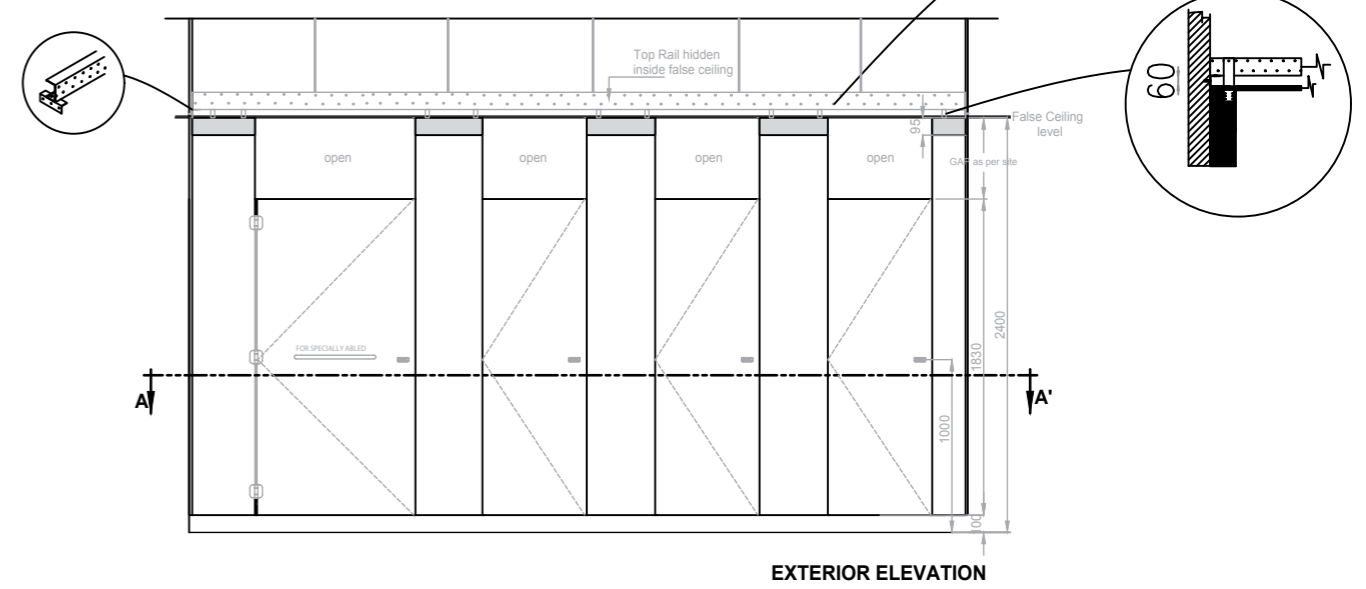 Top Rail hidden
inside false ceiling
60
95
False Ceiling
level
open
open
open
open
GAP as per site
2400
1830
FOR SPECIALLY ABLED
A
A'
1000
100
EXTERIOR ELEVATION